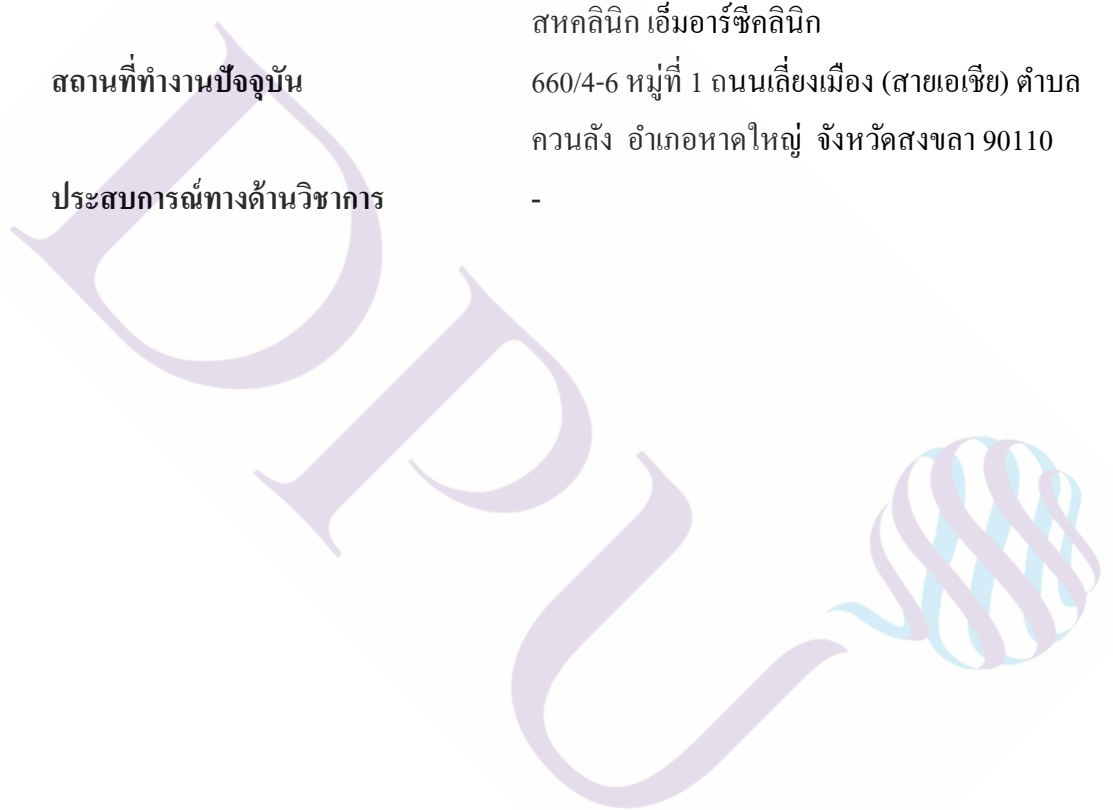 สหคลินิก เอ็มอาร์ซีคลินิก
สถานที่ทำงานปัจจุบัน 660/4-6 หมู่ที่ 1 ถนนเลี่ยงเมือง (สายเอเชีย) ตำบล
ควนลัง อำเภอหาดใหญ่ จังหวัดสงขลา 90110
ประสบการณ์ทางด้านวิชาการ -
DPU